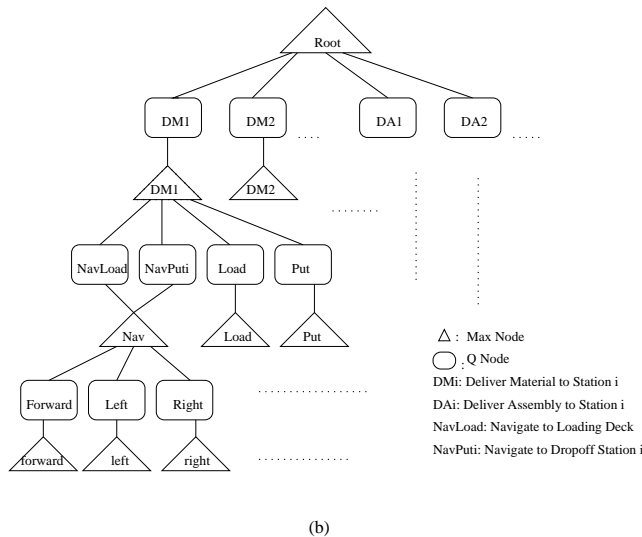 Root
DM1 DM2 DA1 DA2
DM1 DM2
NavLoad NavPuti Load Put
Nav Load Put
Forward Left Right
forward left right
: Max Node
: Q Node
DMi: Deliver Material to Station i
DAi: Deliver Assembly to Station i
NavLoad: Navigate to Loading Deck
NavPuti: Navigate to Dropoff Station i
(b)